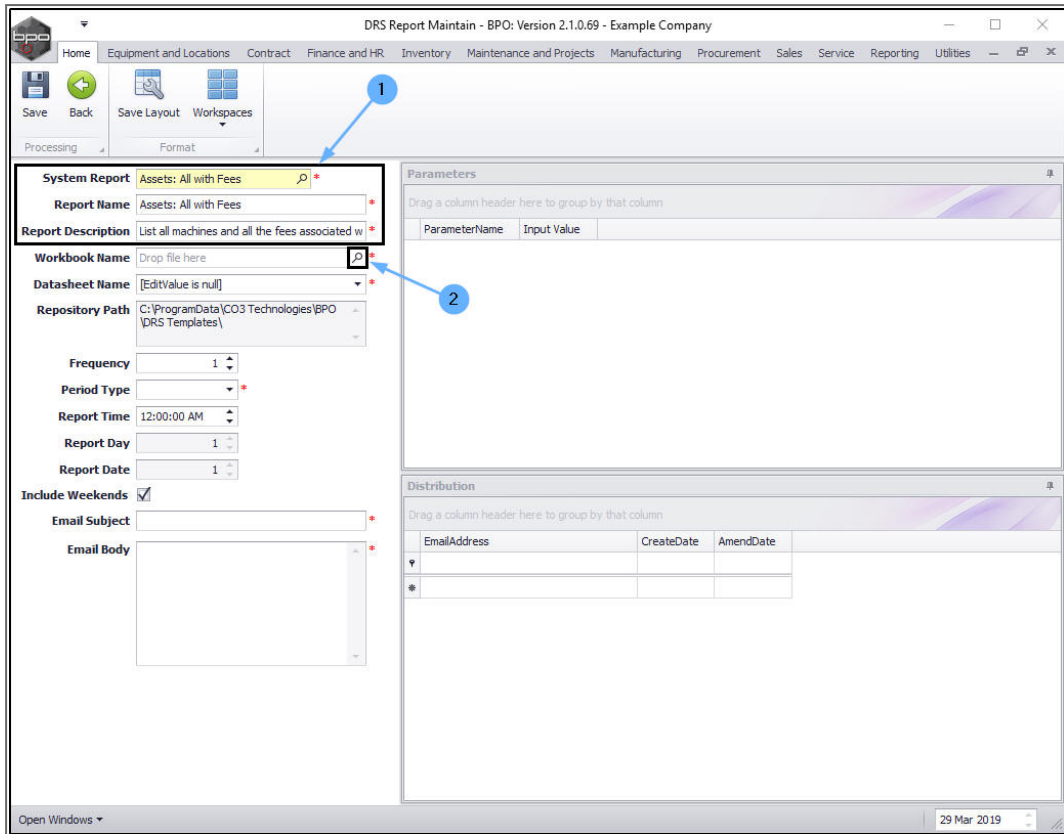 DRS Report Maintain - BPO: Version 2.1.0.69 - Example Company
bpo
Home Equipment and Locations Contract Finance and HR Inventory Maintenance and Projects Manufacturing Procurement Sales Service Reporting Utilities
Save Back Save Layout Workspaces
Processing Format
1
System Report Assets: All with Fees *
Report Name Assets: All with Fees *
Report Description List all machines and all the fees associated w *
Workbook Name Drop file here *
Datasheet Name [EditValue is null] *
Repository Path C:\ProgramData\CO3 Technologies\BPO
\DRS Templates\
Frequency 1
Period Type *
Report Time 12:00:00 AM
Report Day 1
Report Date 1
Include Weekends
Email Subject *
Email Body *
2
Parameters
Drag a column header here to group by that column
ParameterName Input Value
Distribution
Drag a column header here to group by that column
EmailAddress CreateDate AmendDate
Open Windows 29 Mar 2019